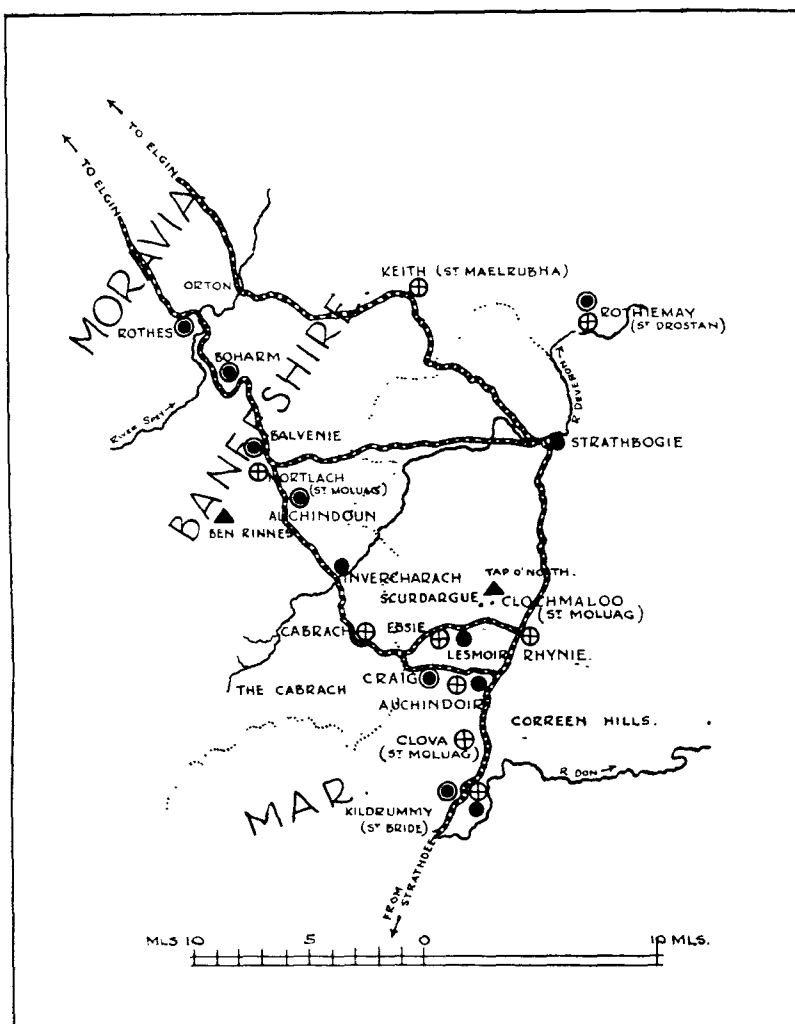 TO ELGIN
TO ELGIN
MORAVIA
ORTON
KEITH (ST MAELRUBHA)
ROTHIEMAY
(ST DROSTAN)
ROTHES
BOHARM
BANFFSHIRE
RIVER SPEY →
R DEVERON
BALVENIE
STRATHBOGIE
MORTLACH
(ST MOLUAG)
AUCHINDOUN
BEN RINNES
INVERCHARACH
TAP O' NORTH.
SCURDARGUE
CLOCHMALOO
(ST MOLUAG)
CABRACH
ESSIE
LESMOIR
RHYNIE.
THE CABRACH
CRAIG
AUCHINDOIR
CORREEN HILLS.
CLOVA
(ST MOLUAG)
R DON →
MAR.
KILDRUMMY
(ST BRIDE)
FROM
STRATHDEE
MLS 10 5 0 10 MLS.